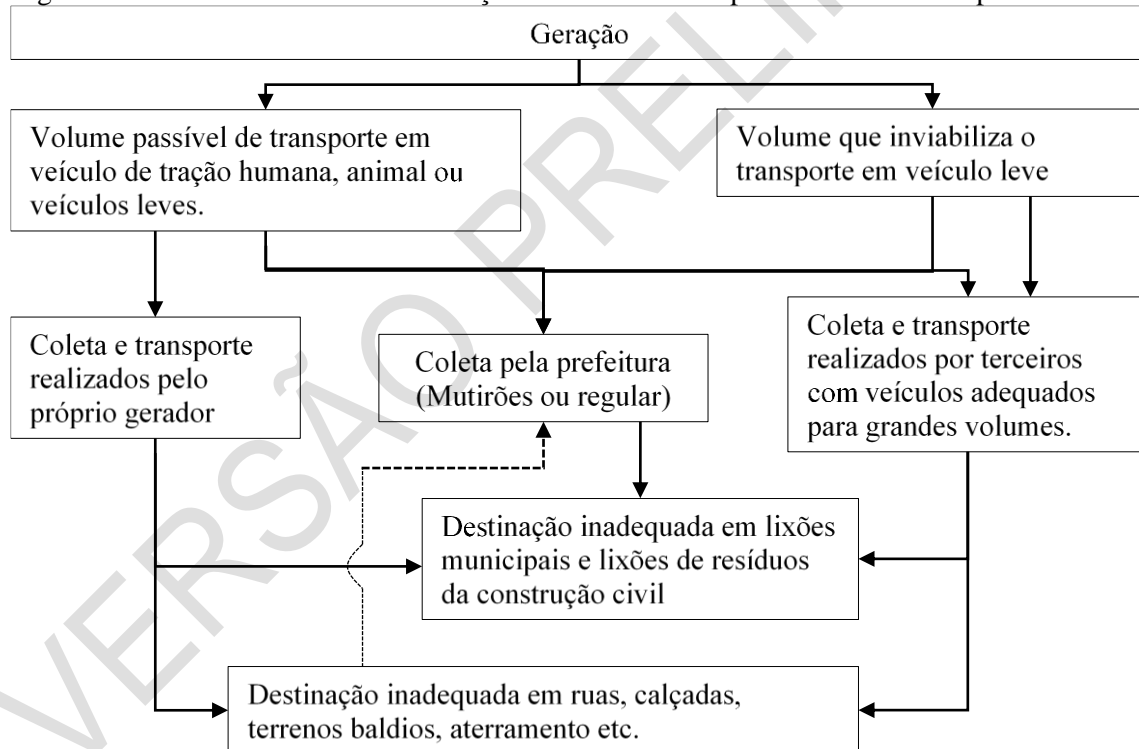 Geração
Volume passível de transporte em
veículo de tração humana, animal ou
veículos leves.
Volume que inviabiliza o
transporte em veículo leve
Coleta e transporte
realizados pelo
próprio gerador
Coleta pela prefeitura
(Mutirões ou regular)
Coleta e transporte
realizados por terceiros
com veículos adequados
para grandes volumes.
Destinação inadequada em lixões
municipais e lixões de resíduos
da construção civil
Destinação inadequada em ruas, calçadas,
terrenos baldios, aterramento etc.
VERSÃO PRELI